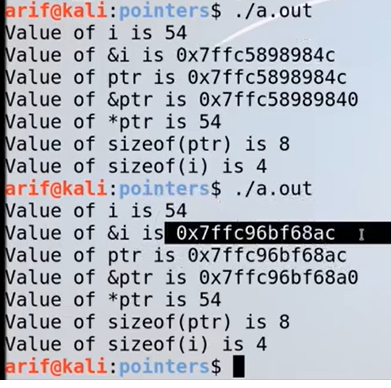 arif@kali:pointers$ ./a.out
Value of i is 54
Value of &i is 0x7ffc5898984c
Value of ptr is 0x7ffc5898984c
Value of &ptr is 0x7ffc58989840
Value of *ptr is 54
Value of sizeof(ptr) is 8
Value of sizeof(i) is 4
arif@kali:pointers$ ./a.out
Value of i is 54
Value of &i is 0x7ffc96bf68ac
Value of ptr is 0x7ffc96bf68ac
Value of &ptr is 0x7ffc96bf68a0
Value of *ptr is 54
Value of sizeof(ptr) is 8
Value of sizeof(i) is 4
arif@kali:pointers$